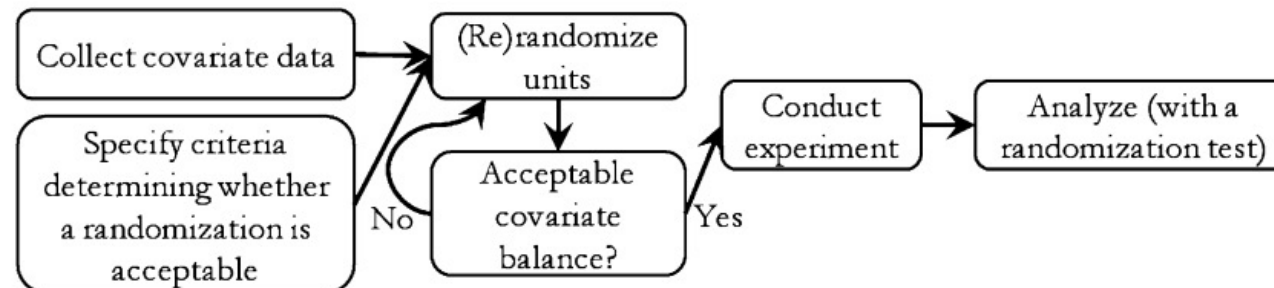 Collect covariate data
Specify criteria
determining whether
a randomization is
acceptable
(Re)randomize
units
Acceptable
covariate
balance?
No
Yes
Conduct
experiment
Analyze (with a
randomization test)